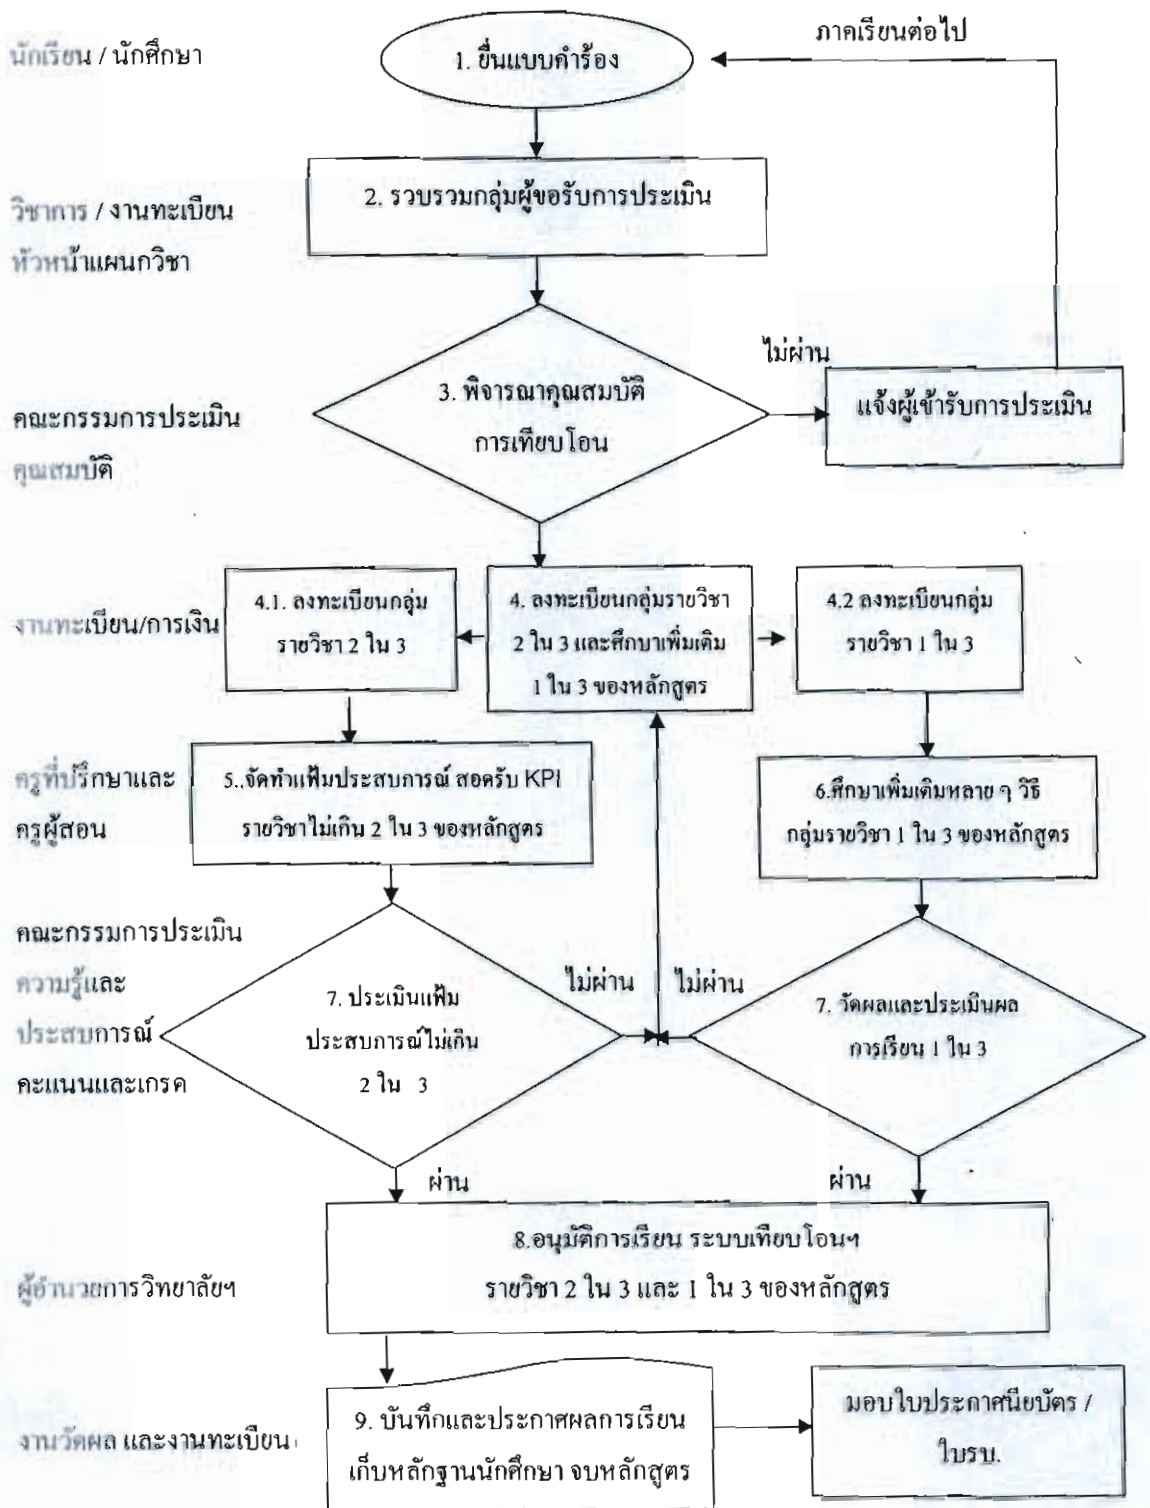 นักเรียน / นักศึกษา
1. ยื่นแบบคำร้อง
ภาคเรียนต่อไป
วิชาการ / งานทะเบียน
หัวหน้าแผนกวิชา
2. รวบรวมกลุ่มผู้ขอรับการประเมิน
คณะกรรมการประเมิน
คุณสมบัติ
3. พิจารณาคุณสมบัติ
การเทียบโอน
ไม่ผ่าน
แจ้งผู้เข้ารับการประเมิน
งานทะเบียน/การเงิน
4.1. ลงทะเบียนกลุ่ม
รายวิชา 2 ใน 3
4. ลงทะเบียนกลุ่มรายวิชา
2 ใน 3 และศึกษาเพิ่มเติม
1 ใน 3 ของหลักสูตร
4.2 ลงทะเบียนกลุ่ม
รายวิชา 1 ใน 3
ครูที่ปรึกษาและ
ครูผู้สอน
5..จัดทำแฟ้มประสบการณ์ สอดรับ KPI
รายวิชาไม่เกิน 2 ใน 3 ของหลักสูตร
6.ศึกษาเพิ่มเติมหลาย ๆ วิธี
กลุ่มรายวิชา 1 ใน 3 ของหลักสูตร
คณะกรรมการประเมิน
ความรู้และ
ประสบการณ์
คะแนนและเกรด
7. ประเมินแฟ้ม
ประสบการณ์ไม่เกิน
2 ใน 3
ไม่ผ่าน
ไม่ผ่าน
7. วัดผลและประเมินผล
การเรียน 1 ใน 3
ผ่าน
ผ่าน
ผู้อำนวยการวิทยาลัยฯ
8.อนุมัติการเรียน ระบบเทียบโอนฯ
รายวิชา 2 ใน 3 และ 1 ใน 3 ของหลักสูตร
งานวัดผล และงานทะเบียน
9. บันทึกและประกาศผลการเรียน
เก็บหลักฐานนักศึกษา จบหลักสูตร
มอบใบประกาศนียบัตร /
ใบรบ.